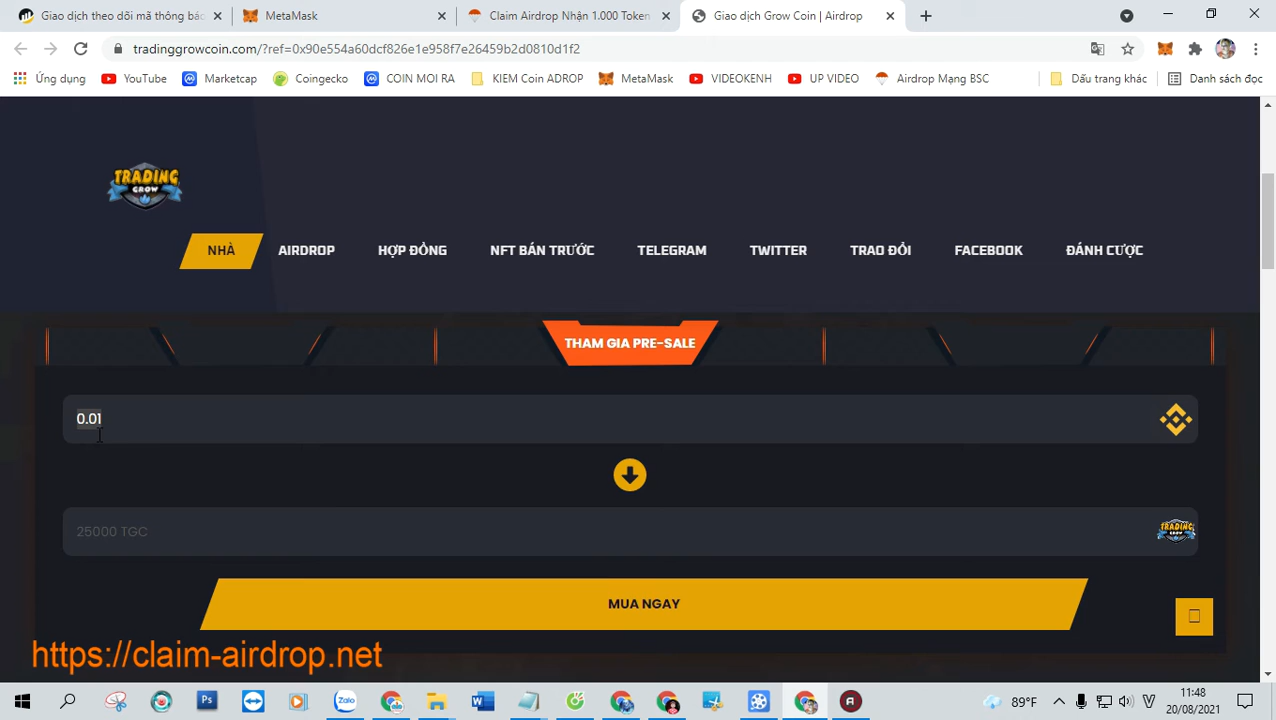 Giao dịch theo dõi mã thông bá
MetaMask
Claim Airdrop Nhận 1.000 Token
Giao dịch Grow Coin | Airdrop
tradinggrowcoin.com/?ref=0x90e554a60dcf826e1e958f7e26459b2d0810d1f2
Ứng dụng
YouTube
Marketcap
Coingecko
COIN MOI RA
KIEM Coin ADROP
MetaMask
VIDEOKENH
UP VIDEO
Airdrop Mạng BSC
Dấu trang khác
Danh sách đọc
TRADING
GROW
NHÀ
AIRDROP
HỢP ĐỒNG
NFT BÁN TRƯỚC
TELEGRAM
TWITTER
TRAO ĐỔI
FACEBOOK
ĐÁNH CƯỢC
THAM GIA PRE-SALE
0.01
25000 TGC
TRADING
MUA NGAY
https://claim-airdrop.net
Ps
Zalo
89°F
V
11:48
20/08/2021